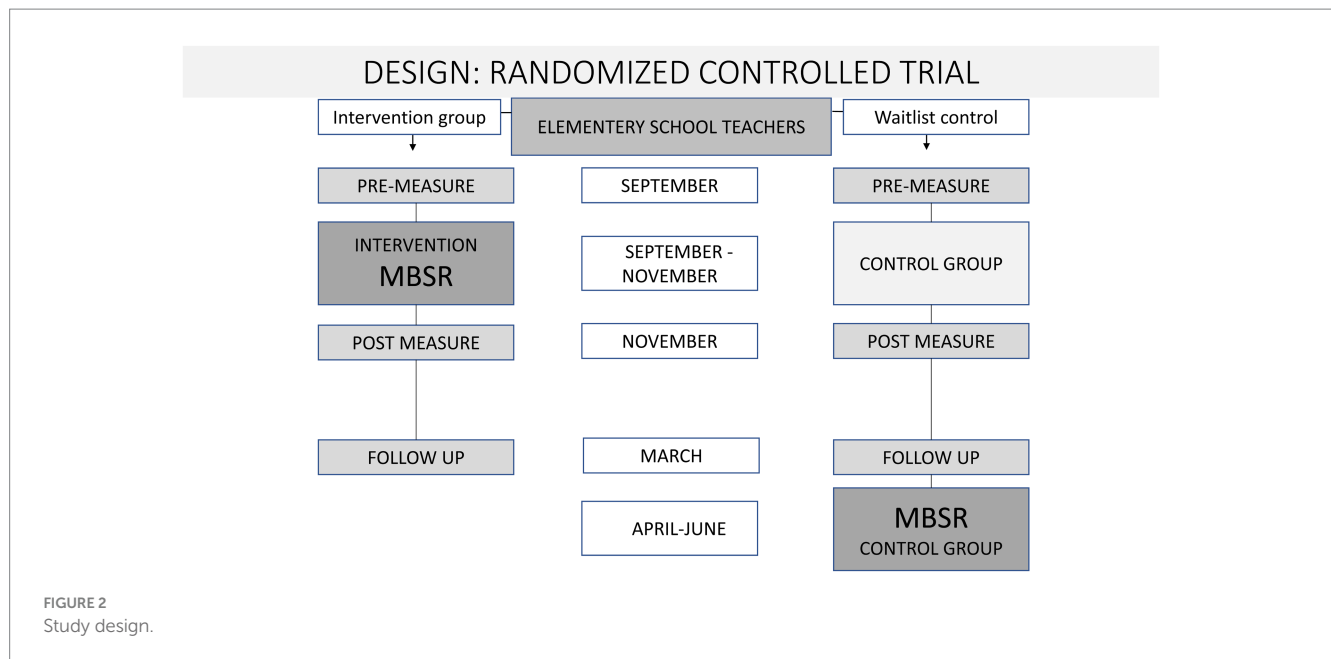 DESIGN: RANDOMIZED CONTROLLED TRIAL
Intervention group
ELEMENTERY SCHOOL TEACHERS
Waitlist control
PRE-MEASURE
SEPTEMBER
PRE-MEASURE
INTERVENTION
MBSR
SEPTEMBER -
NOVEMBER
CONTROL GROUP
POST MEASURE
NOVEMBER
POST MEASURE
FOLLOW UP
MARCH
FOLLOW UP
APRIL-JUNE
MBSR
CONTROL GROUP
FIGURE 2
Study design.